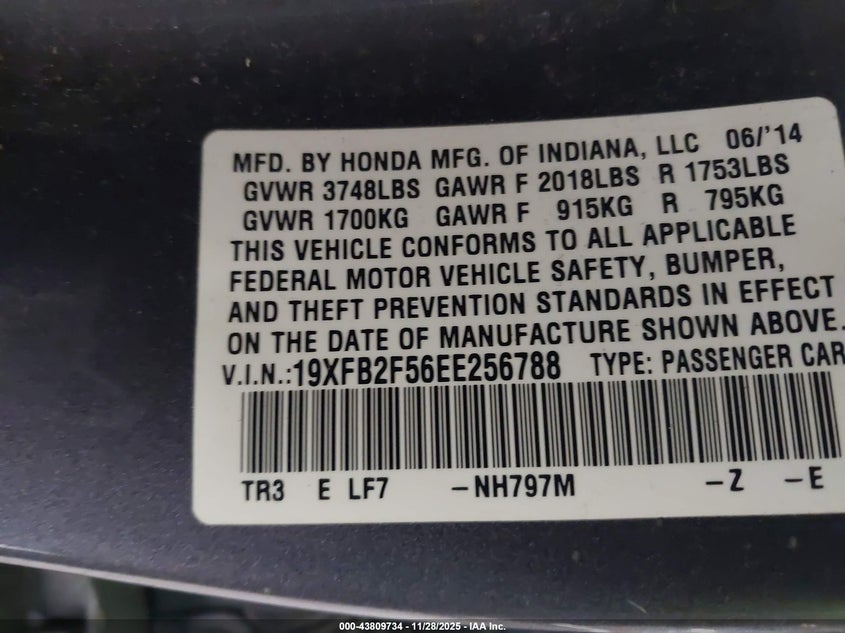 MFD. BY HONDA MFG. OF INDIANA, LLC 06/'14
GVWR 3748LBS GAWR F 2018LBS R 1753LBS
GVWR 1700KG GAWR F 915KG R 795KG
THIS VEHICLE CONFORMS TO ALL APPLICABLE
FEDERAL MOTOR VEHICLE SAFETY, BUMPER,
AND THEFT PREVENTION STANDARDS IN EFFECT
ON THE DATE OF MANUFACTURE SHOWN ABOVE.
V.I.N.:19XFB2F56EE256788 TYPE: PASSENGER CAR
TR3 E LF7 -NH797M -Z -E
000-43809734 - 11/28/2025 - IAA Inc.